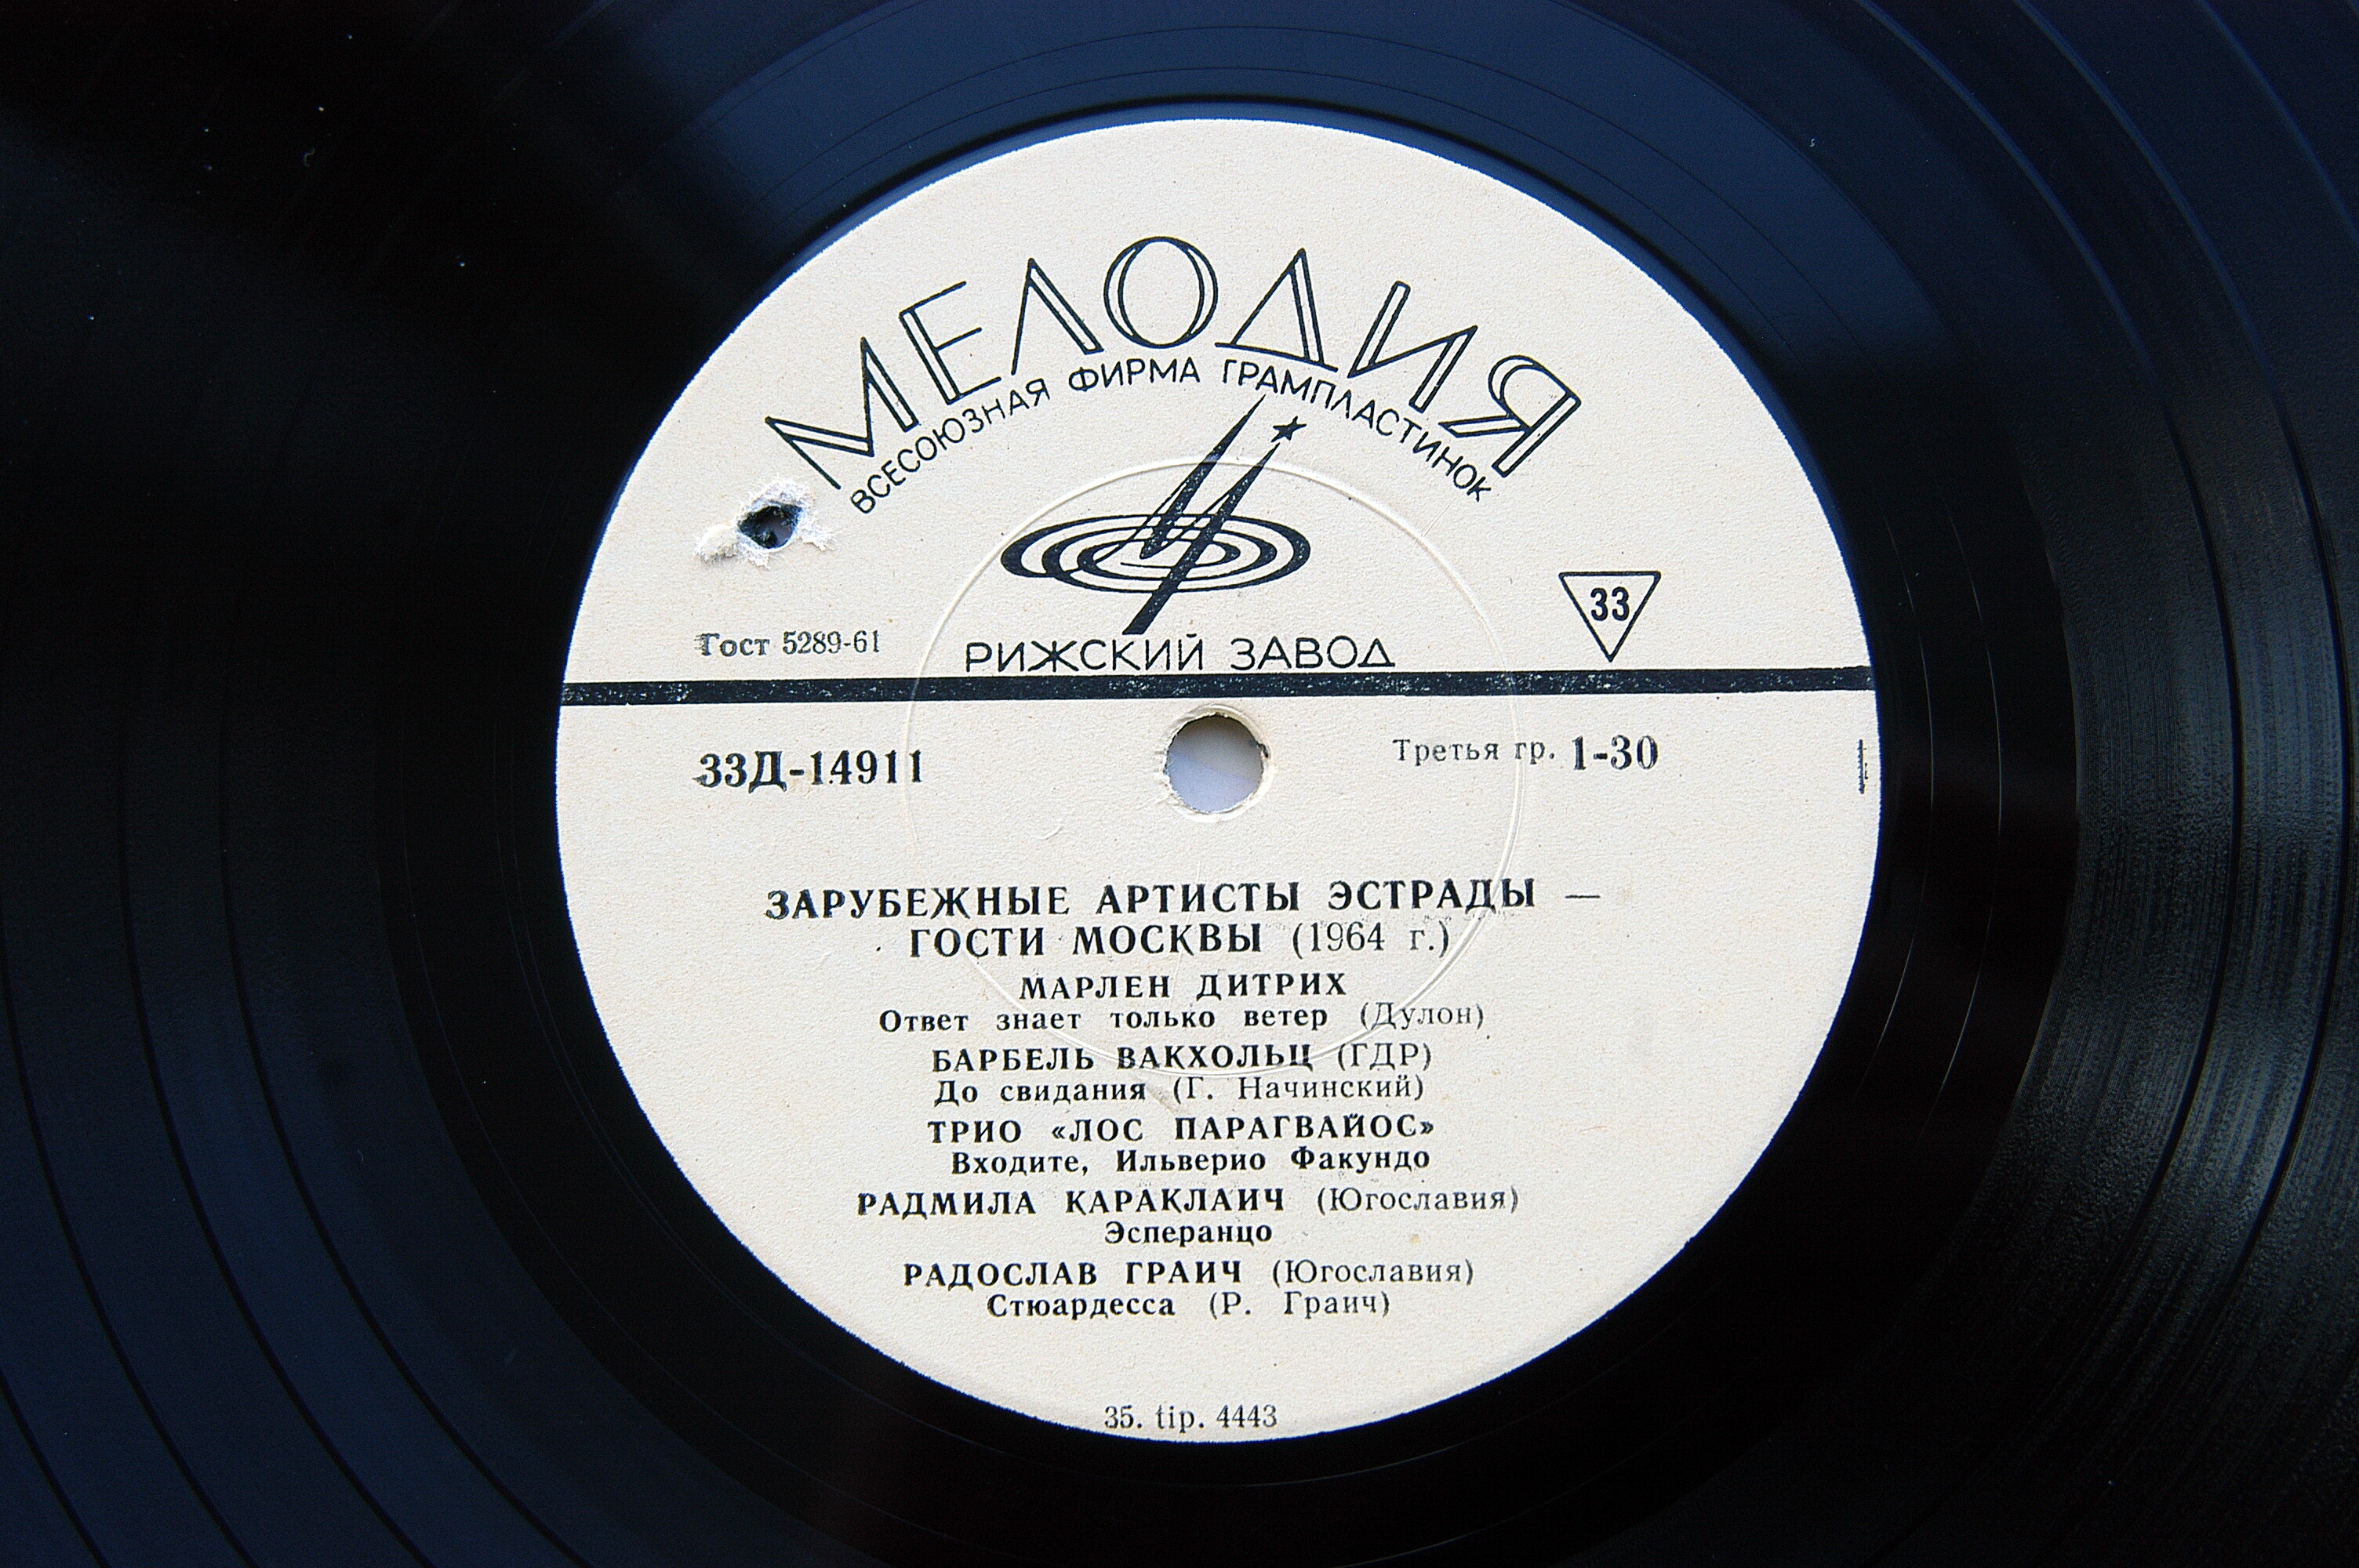 МЕЛОДИЯ
ВСЕСОЮЗНАЯ ФИРМА ГРАМПЛАСТИНОК
33
Гост 5289-61
РИЖСКИЙ ЗАВОД
33Д-14911
Третья гр. 1-30
ЗАРУБЕЖНЫЕ АРТИСТЫ ЭСТРАДЫ —
ГОСТИ МОСКВЫ (1964 г.)
МАРЛЕН ДИТРИХ
Ответ знает только ветер (Дулон)
БАРБЕЛЬ ВАКХОЛЬЦ (ГДР)
До свидания (Г. Начинский)
ТРИО «ЛОС ПАРАГВАЙОС»
Входите, Ильверио Факундо
РАДМИЛА КАРАКЛАИЧ (Югославия)
Эсперанцо
РАДОСЛАВ ГРАИЧ (Югославия)
Стюардесса (Р. Граич)
35. tip. 4443